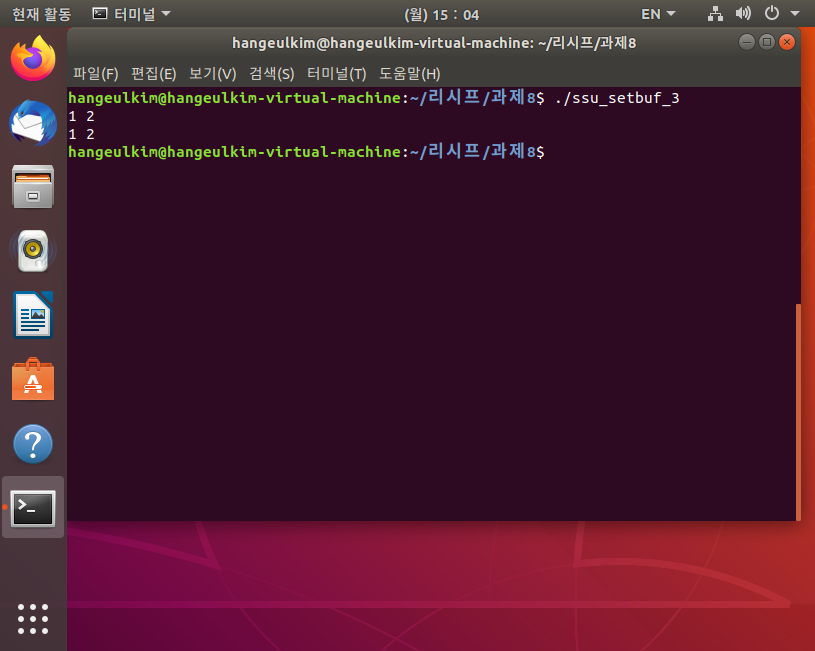 현재 활동 터미널 (월) 15 : 04 EN
hangeulkim@hangeulkim-virtual-machine: ~/리시프/과제8
파일(F) 편집(E) 보기(V) 검색(S) 터미널(T) 도움말(H)
hangeulkim@hangeulkim-virtual-machine:~/리시프/과제8$ ./ssu_setbuf_3
1 2
1 2
hangeulkim@hangeulkim-virtual-machine:~/리시프/과제8$